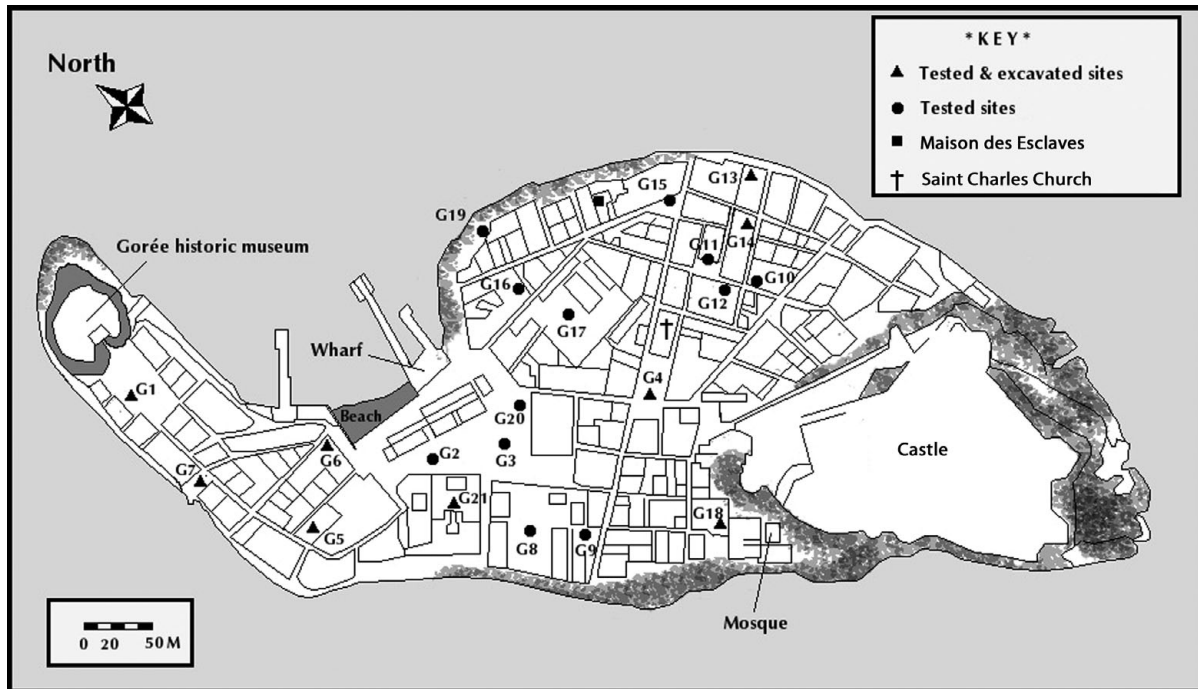 North
* K E Y *
Tested & excavated sites
Tested sites
Maison des Esclaves
Saint Charles Church
G13
G15
G19
Gorée historic museum
G14
G11
G10
G16
G12
G17
Wharf
G4
G1
Beach
G20
G6
G2
G3
Castle
G7
G21
G18
G5
G8
G9
Mosque
0 20 50 M